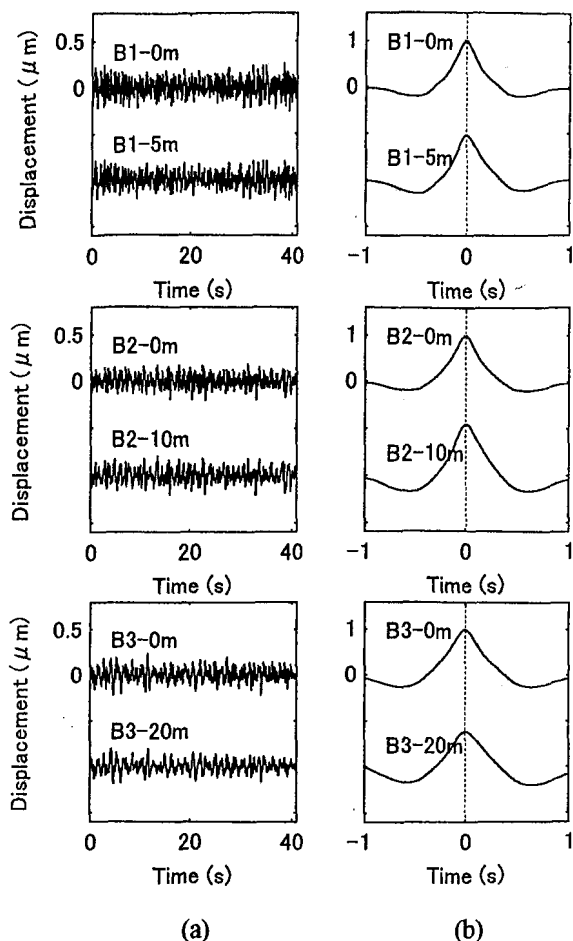 Displacement (μm)
0.5
0
B1-0m
B1-5m
0 20 40
Time (s)
1
0
B1-0m
B1-5m
-1 0 1
Time (s)
Displacement (μm)
0.5
0
B2-0m
B2-10m
0 20 40
Time (s)
1
0
B2-0m
B2-10m
-1 0 1
Time (s)
Displacement (μm)
0.5
0
B3-0m
B3-20m
0 20 40
Time (s)
1
0
B3-0m
B3-20m
-1 0 1
Time (s)
(a) (b)